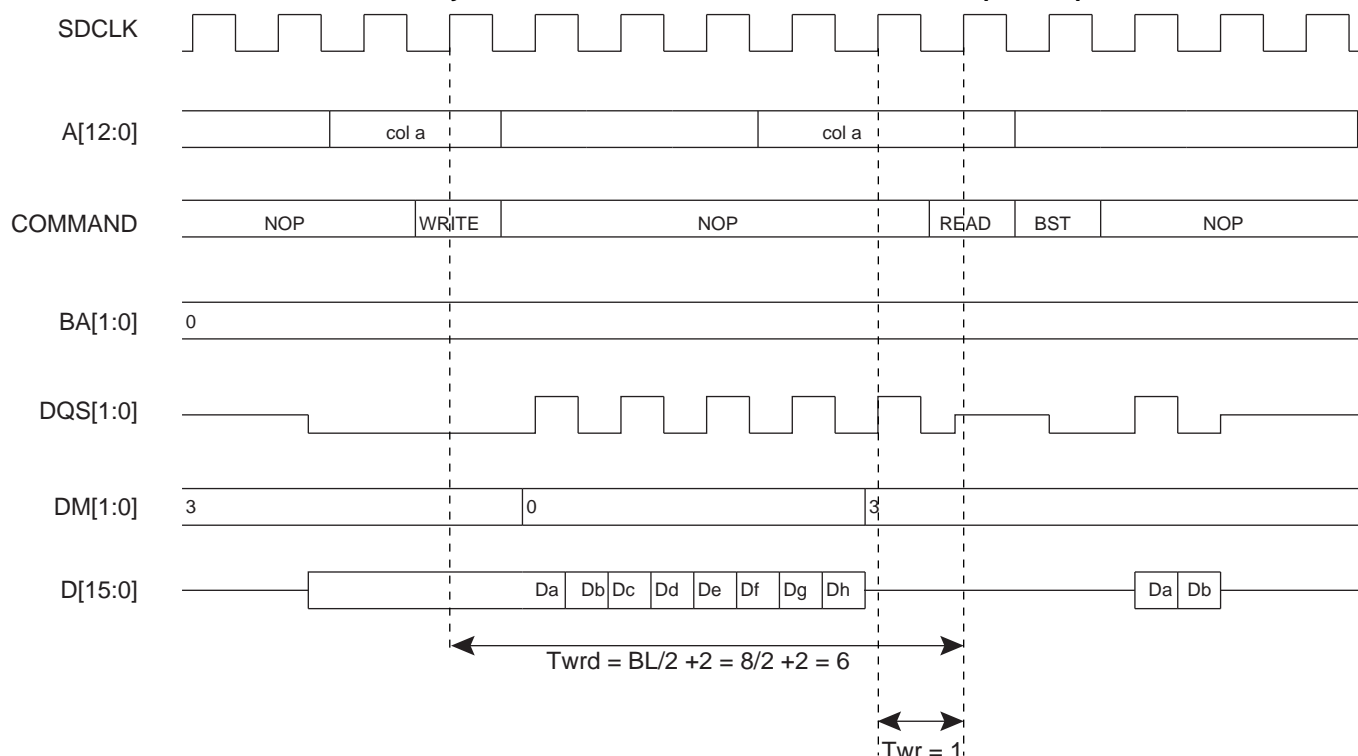 SDCLK
A[12:0] col a col a
COMMAND NOP WRITE NOP READ BST NOP
BA[1:0] 0
DQS[1:0]
DM[1:0] 3 0 3
D[15:0] Da Db Dc Dd De Df Dg Dh Da Db
Twrd = BL/2 +2 = 8/2 +2 = 6
Twr = 1